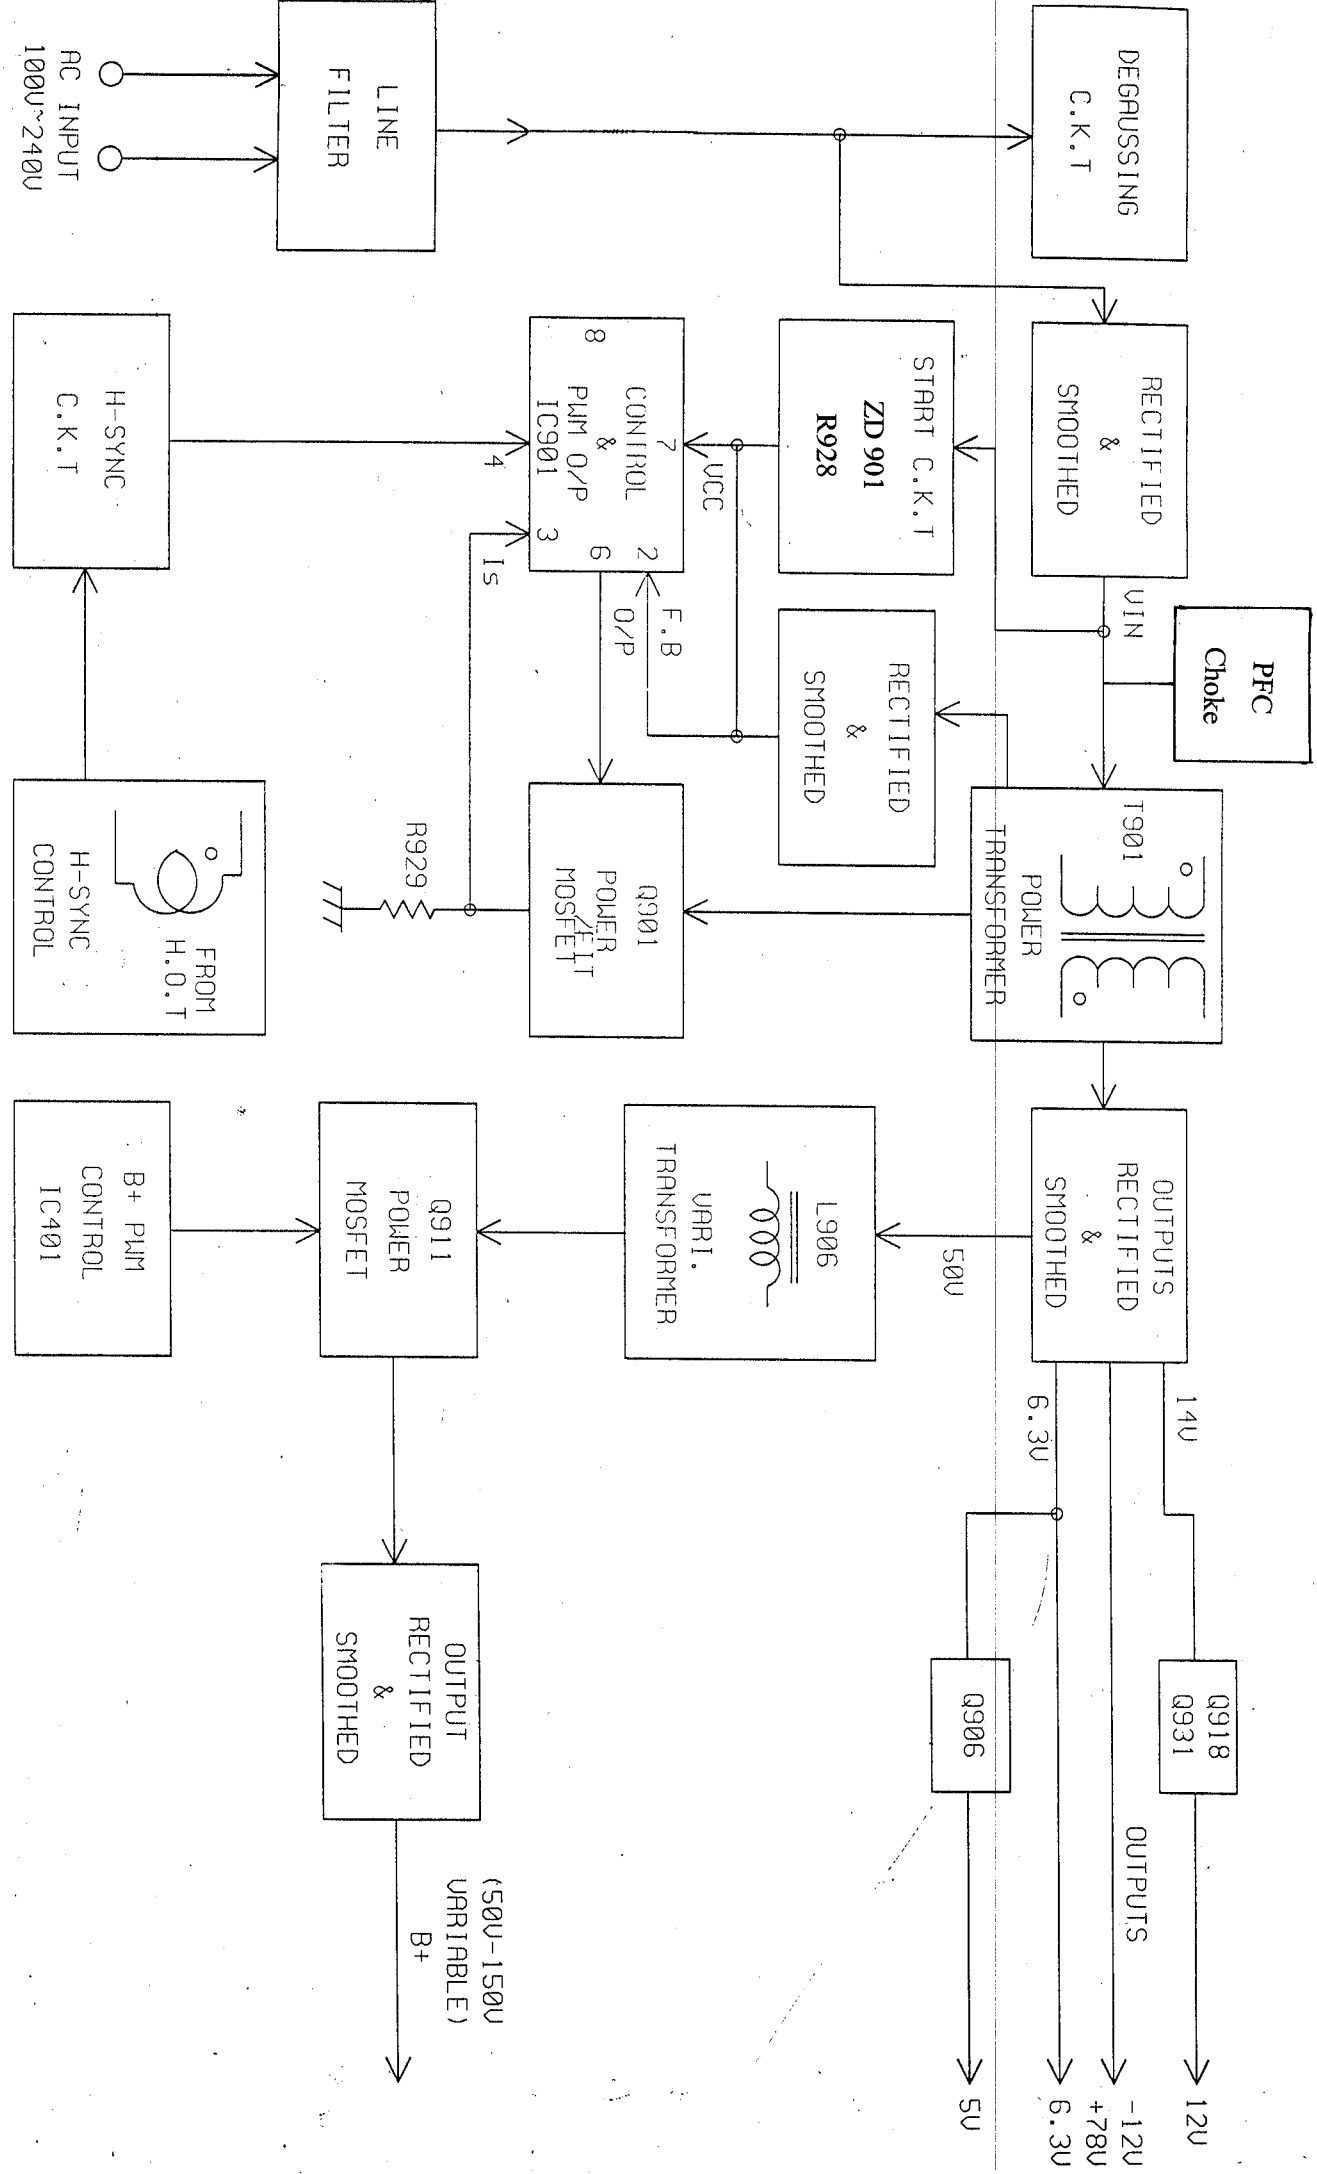 DEGAUSSING
C.K.T
LINE
FILTER
AC INPUT
100V~240V
PFC
Choke
RECTIFIED
&
SMOOTHED
VIN
START C.K.T
ZD 901
R928
7
VCC
2
CONTROL
&
PWM O/P
IC901
8
6
3
4
Is
F.B
O/P
H-SYNC
C.K.T
RECTIFIED
&
SMOOTHED
T901
POWER
TRANSFORMER
Q901
POWER
/FIT
MOSFET
R929
FROM
H.O.T
H-SYNC
CONTROL
OUTPUTS
RECTIFIED
&
SMOOTHED
50V
L906
VARI.
TRANSFORMER
Q911
POWER
MOSFET
B+ PWM
CONTROL
IC401
14V
6.3V
Q918
Q931
Q906
OUTPUTS
12V
-12V
+78V
6.3V
5V
OUTPUT
RECTIFIED
&
SMOOTHED
(50V-150V
VARIABLE)
B+